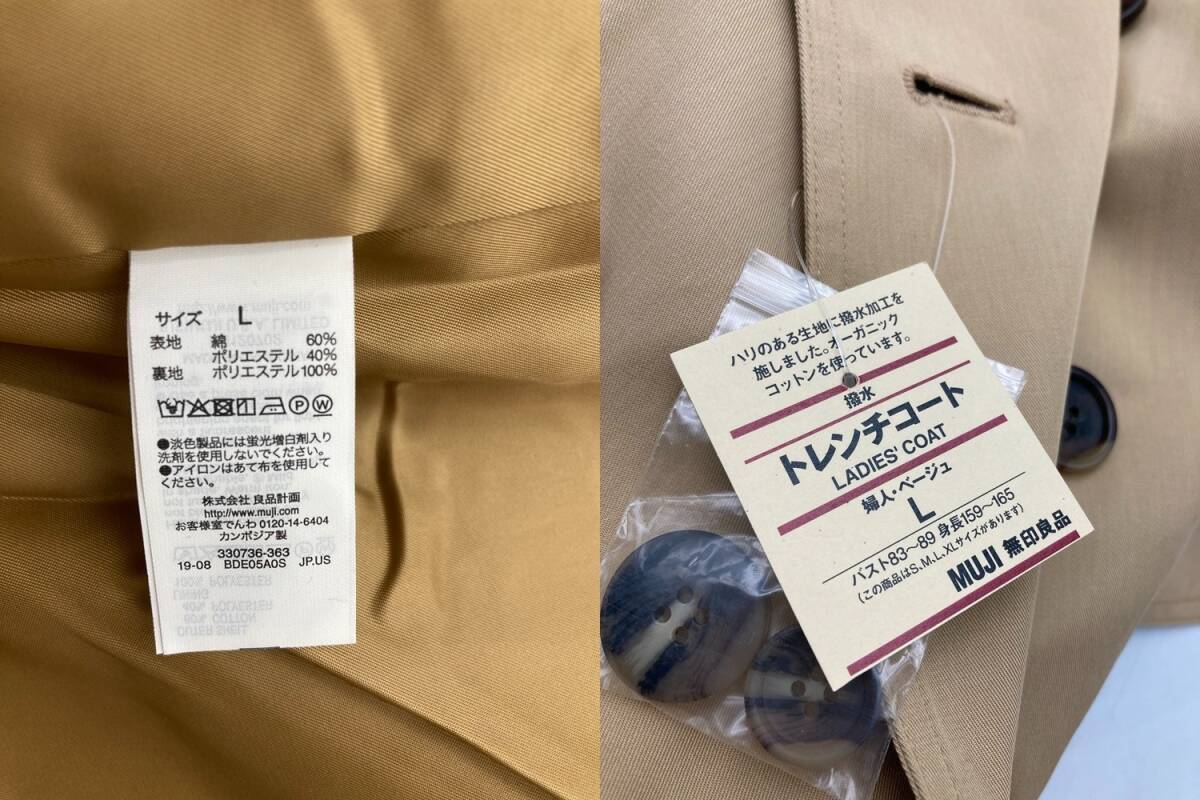 サイズ L
表地 綿 60%
ポリエステル 40%
裏地 ポリエステル 100%
●淡色製品には蛍光増白剤入り
洗剤を使用しないでください。
●アイロンはあて布を使用して
ください。
株式会社 良品計画
http://www.muji.com
お客様室でんわ 0120-14-6404
カンボジア製
330736-363
19-08 BDE05A0S JP.US
ハリのある生地に撥水加工を
施しました。オーガニック
コットンを使っています。
撥水
トレンチコート
LADIES' COAT
婦人・ベージュ
L
バスト83〜89 身長159〜165
(この商品はS、M、L、XLサイズがあります)
MUJI 無印良品